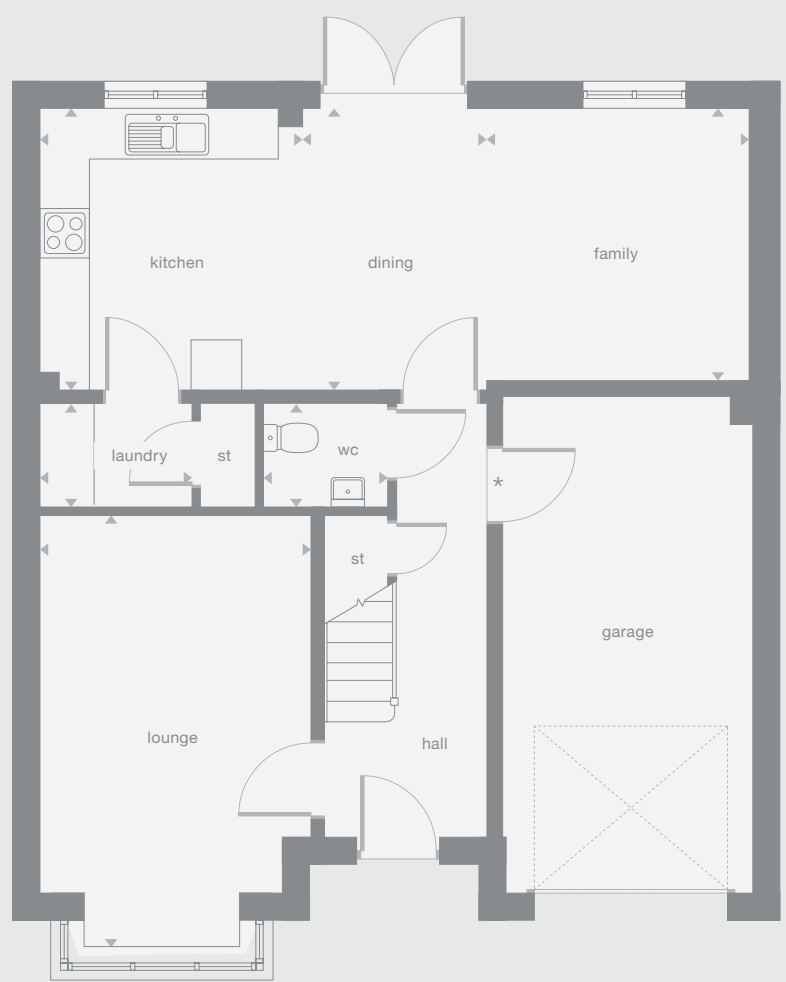 kitchen
dining
family
laundry
st
wc
*
st
garage
lounge
hall